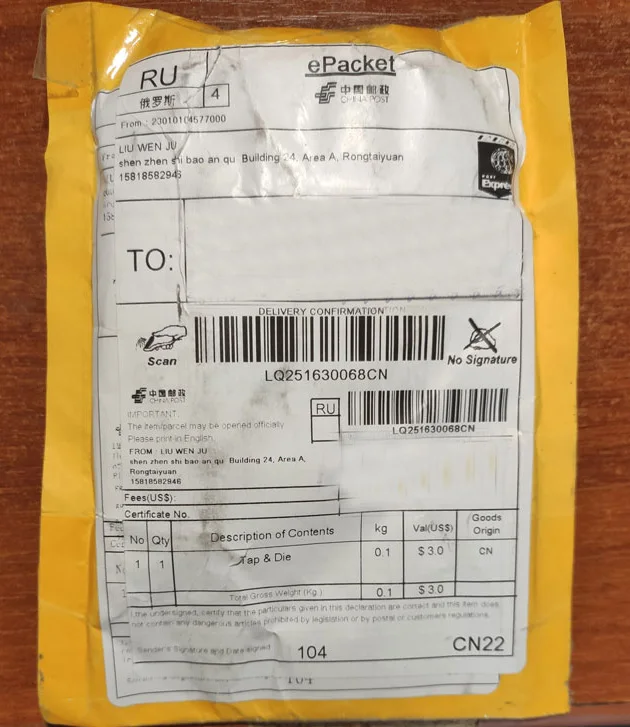 RU
俄罗斯
4
ePacket
中国邮政
CHINA POST
From : 23010104577000
LIU WEN JU
shen zhen shi bao an qu Building 24, Area A, Rongtaiyuan
15818582946
Expres
TO:
DELIVERY CONFIRMATION
Scan
No Signature
LQ251630068CN
中国邮政
CHINA POST
IMPORTANT:
The item/parcel may be opened officially
Please print in English
RU
LQ251630068CN
FROM : LIU WEN JU
shen zhen shi bao an qu Building 24, Area A,
Rongtaiyuan
15818582946
Fees(US$):
Certificate No.
No Qty Description of Contents kg Val(US$) Goods Origin
1 1 Tap & Die 0.1 $ 3.0 CN
Total Gross Weight (Kg ) 0.1 $ 3.0
I the undersigned, certify that the particulars given in this declaration are correct and this item does
not contain any dangerous articles prohibited by legislation or by postal or customers regulations.
Sender's Signature and Date signed 104 CN22
104